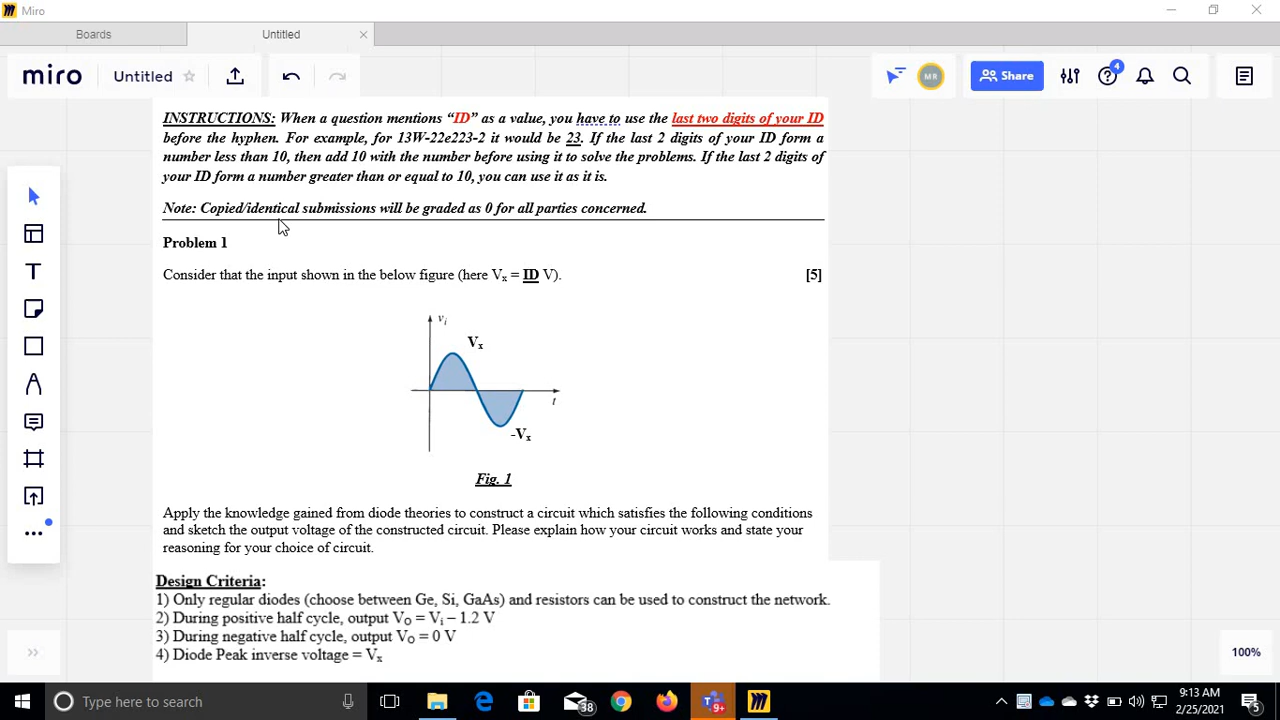 Miro
Boards
Untitled
miro
Untitled
MR
Share
4
INSTRUCTIONS: When a question mentions “ID” as a value, you have to use the last two digits of your ID
before the hyphen. For example, for 13W-22e223-2 it would be 23. If the last 2 digits of your ID form a
number less than 10, then add 10 with the number before using it to solve the problems. If the last 2 digits of
your ID form a number greater than or equal to 10, you can use it as it is.
Note: Copied/identical submissions will be graded as 0 for all parties concerned.
Problem 1
Consider that the input shown in the below figure (here Vx = ID V). [5]
vi
Vx
t
-Vx
Fig. 1
Apply the knowledge gained from diode theories to construct a circuit which satisfies the following conditions
and sketch the output voltage of the constructed circuit. Please explain how your circuit works and state your
reasoning for your choice of circuit.
Design Criteria:
1) Only regular diodes (choose between Ge, Si, GaAs) and resistors can be used to construct the network.
2) During positive half cycle, output VO = Vi – 1.2 V
3) During negative half cycle, output VO = 0 V
4) Diode Peak inverse voltage = Vx
100%
Type here to search
38
9+
9:13 AM
2/25/2021
5